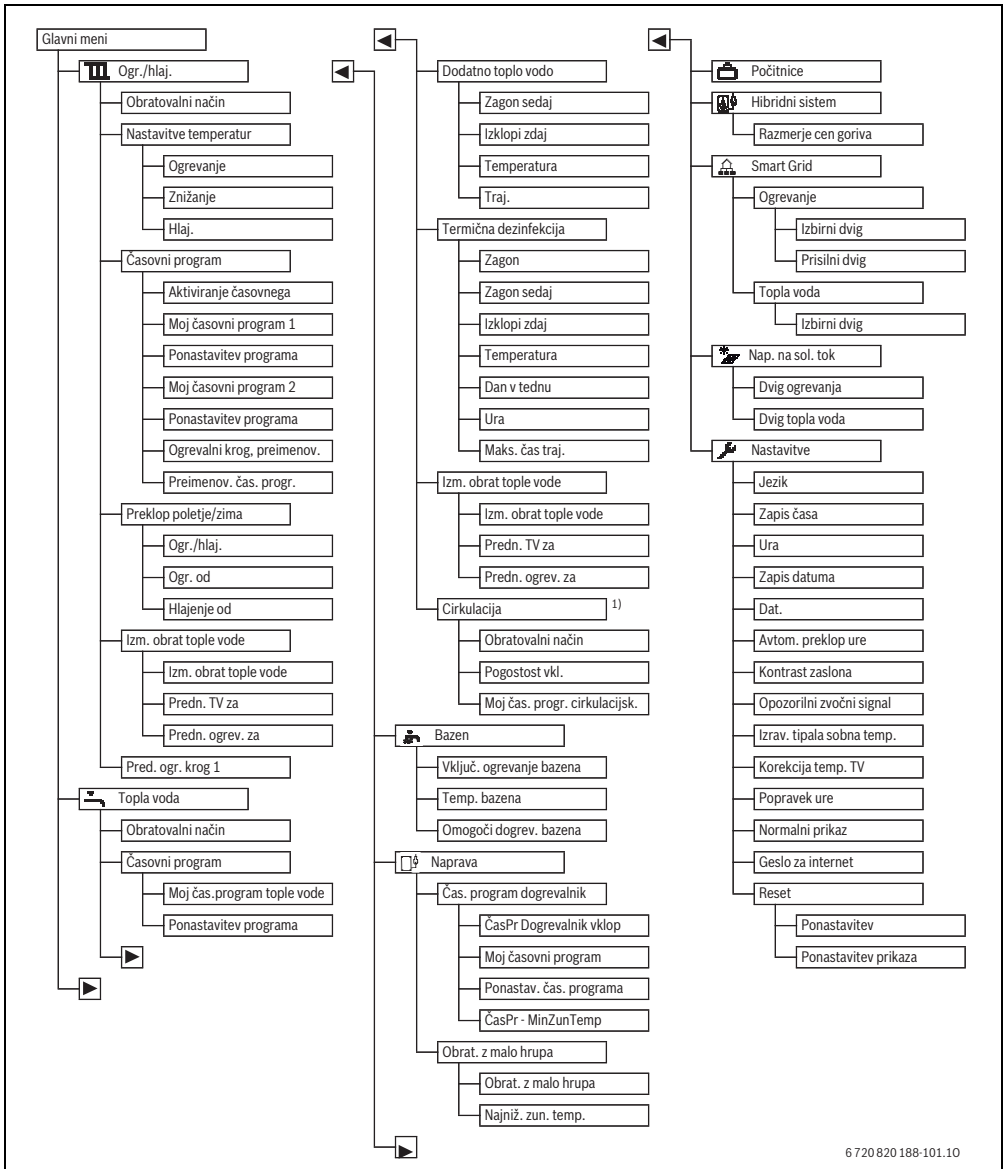 Glavni meni
Ogr./hlaj.
Obratovalni način
Nastavitve temperatur
Ogrevanje
Znižanje
Hlaj.
Časovni program
Aktiviranje časovnega
Moj časovni program 1
Ponastavitev programa
Moj časovni program 2
Ponastavitev programa
Ogrevalni krog, preimenov.
Preimenov. čas. progr.
Preklop poletje/zima
Ogr./hlaj.
Ogr. od
Hlajenje od
Izm. obrat tople vode
Izm. obrat tople vode
Predn. TV za
Predn. ogrev. za
Pred. ogr. krog 1
Topla voda
Obratovalni način
Časovni program
Moj čas.program tople vode
Ponastavitev programa
Dodatno toplo vodo
Zagon sedaj
Izklopi zdaj
Temperatura
Traj.
Termična dezinfekcija
Zagon
Zagon sedaj
Izklopi zdaj
Temperatura
Dan v tednu
Ura
Maks. čas traj.
Izm. obrat tople vode
Izm. obrat tople vode
Predn. TV za
Predn. ogrev. za
Cirkulacija 1)
Obratovalni način
Pogostost vkl.
Moj čas. progr. cirkulacijsk.
Bazen
Vključ. ogrevanje bazena
Temp. bazena
Omogoči dogrev. bazena
Naprava
Čas. program dogrevalnik
ČasPr Dogrevalnik vklop
Moj časovni program
Ponastav. čas. programa
ČasPr - MinZunTemp
Obrat. z malo hrupa
Obrat. z malo hrupa
Najniž. zun. temp.
Počitnice
Hibridni sistem
Razmerje cen goriva
Smart Grid
Ogrevanje
Izbirni dvig
Prisilni dvig
Topla voda
Izbirni dvig
Nap. na sol. tok
Dvig ogrevanja
Dvig topla voda
Nastavitve
Jezik
Zapis časa
Ura
Zapis datuma
Dat.
Avtom. preklop ure
Kontrast zaslona
Opozorilni zvočni signal
Izrav. tipala sobna temp.
Korekcija temp. TV
Popravek ure
Normalni prikaz
Geslo za internet
Reset
Ponastavitev
Ponastavitev prikaza
6 720 820 188-101.1O